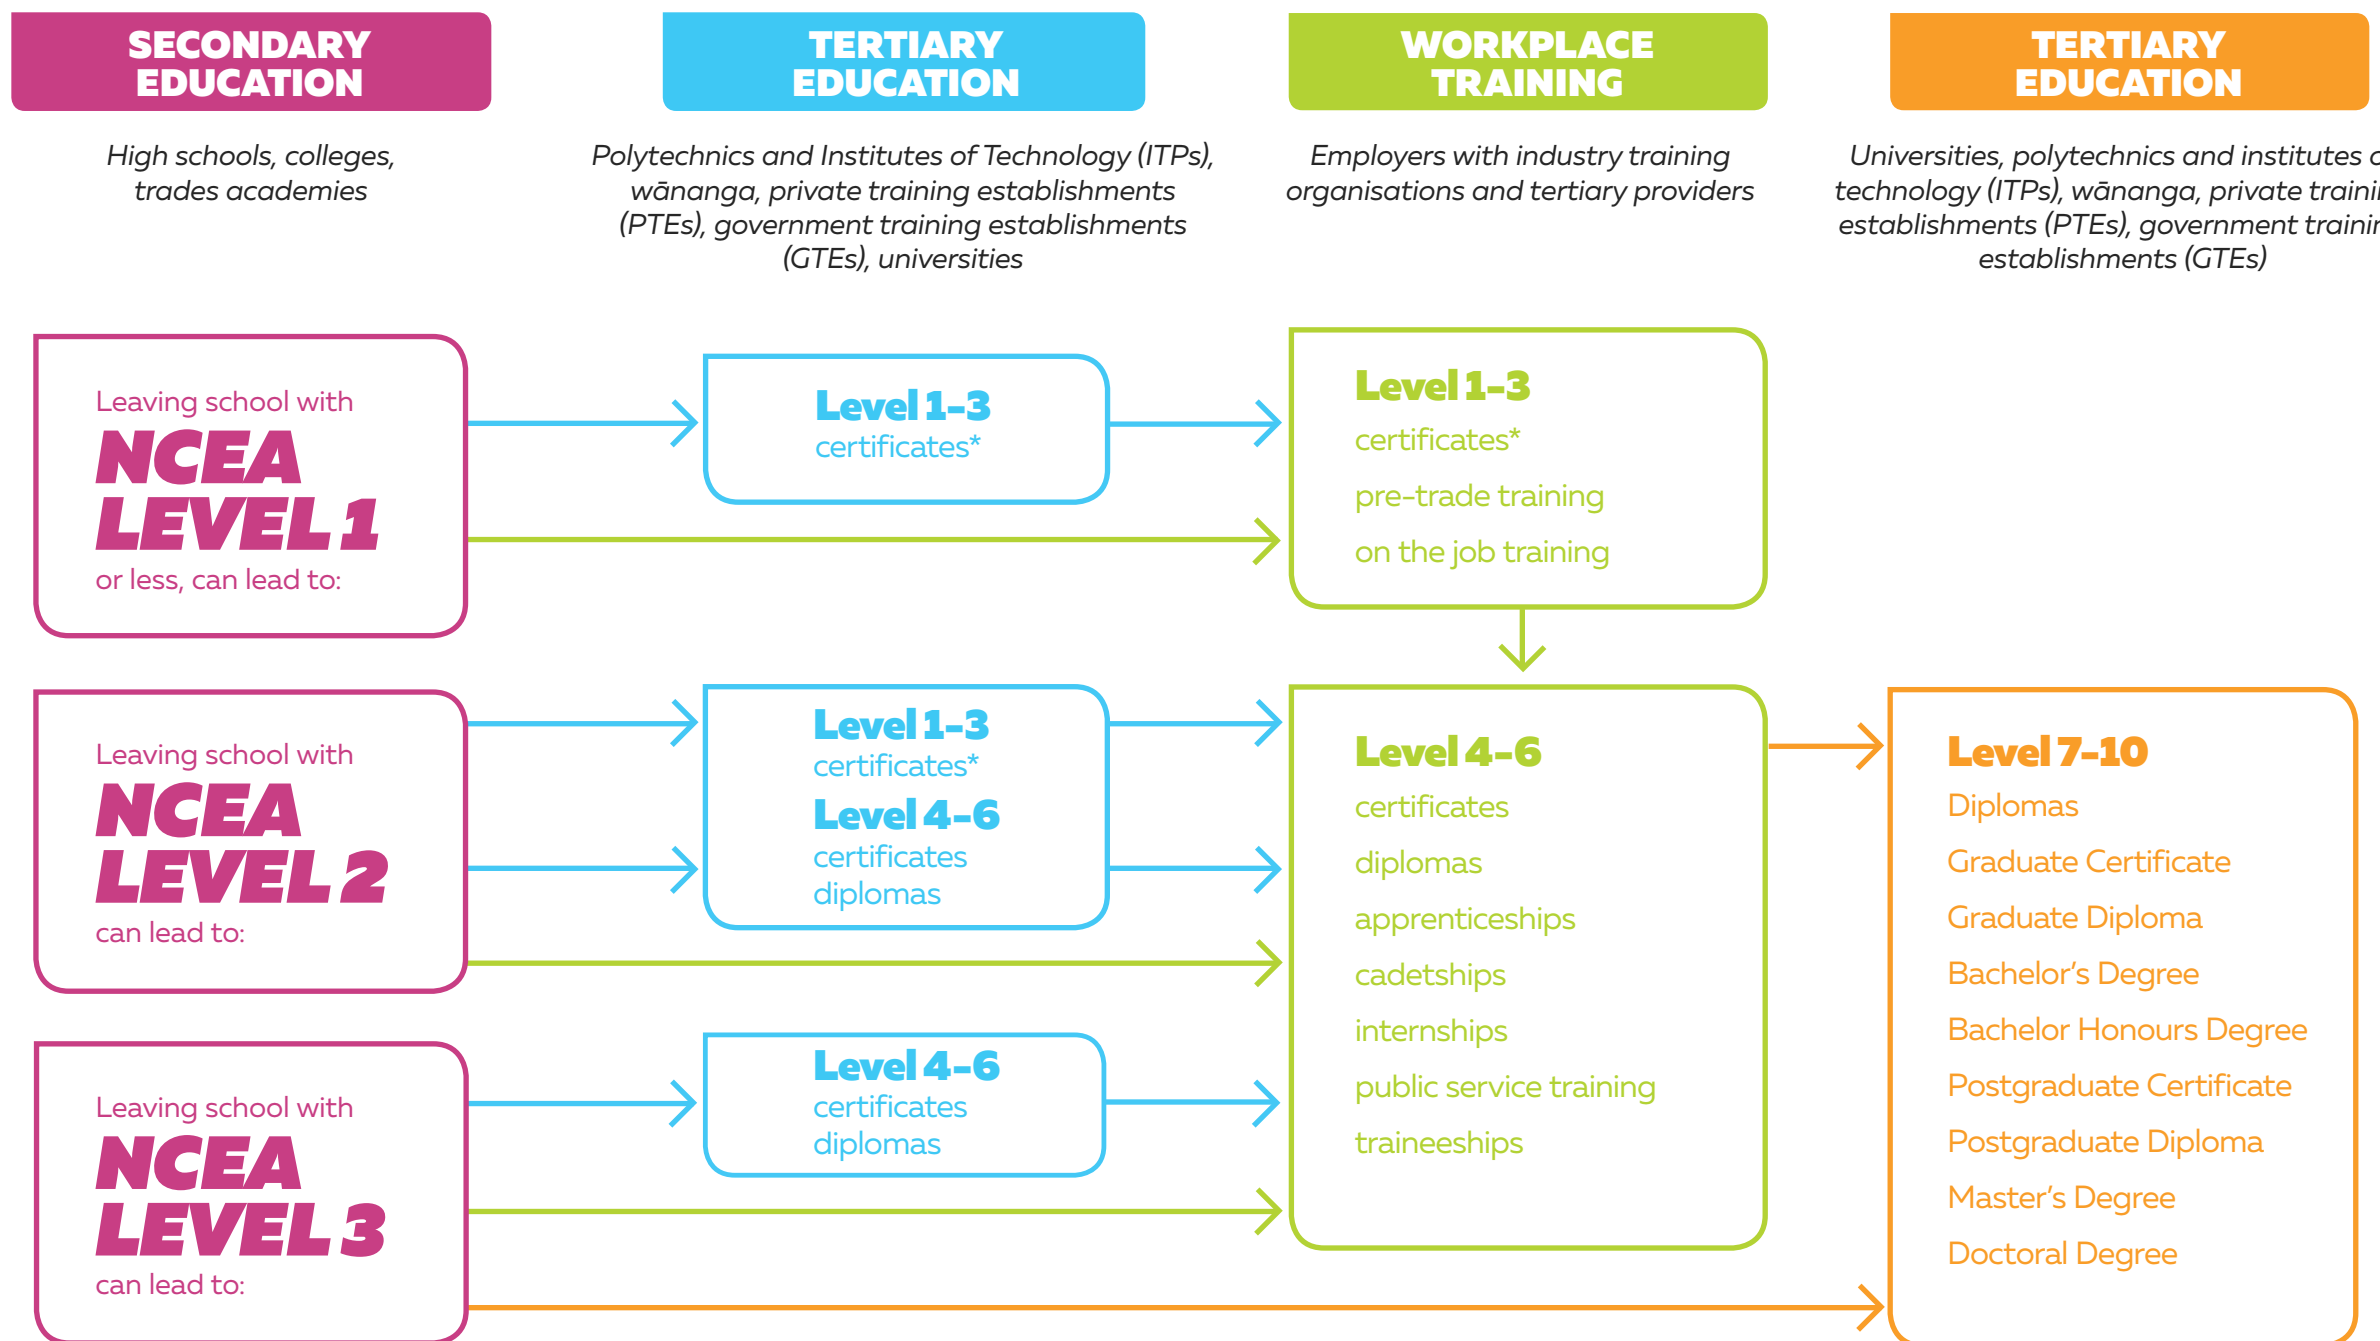 SECONDARY
EDUCATION
High schools, colleges,
trades academies
TERTIARY
EDUCATION
Polytechnics and Institutes of Technology (ITPs),
wānanga, private training establishments
(PTEs), government training establishments
(GTEs), universities
WORKPLACE
TRAINING
Employers with industry training
organisations and tertiary providers
TERTIARY
EDUCATION
Universities, polytechnics and institutes
technology (ITPs), wānanga, private
establishments (PTEs), government
establishments (GTEs)
Leaving school with
NCEA
LEVEL 1
or less, can lead to:
Level 1-3
certificates*
Level 1-3
certificates*
pre-trade training
on the job training
Leaving school with
NCEA
LEVEL 2
can lead to:
Level 1-3
certificates*
Level 4-6
certificates
diplomas
Level 4-6
certificates
diplomas
apprenticeships
cadetships
internships
public service training
traineeships
Level 7-10
Diplomas
Graduate Certificate
Graduate Diploma
Bachelor's Degree
Bachelor Honours Degree
Postgraduate Certificate
Postgraduate Diploma
Master's Degree
Doctoral Degree
Leaving school with
NCEA
LEVEL 3
can lead to:
Level 4-6
certificates
diplomas